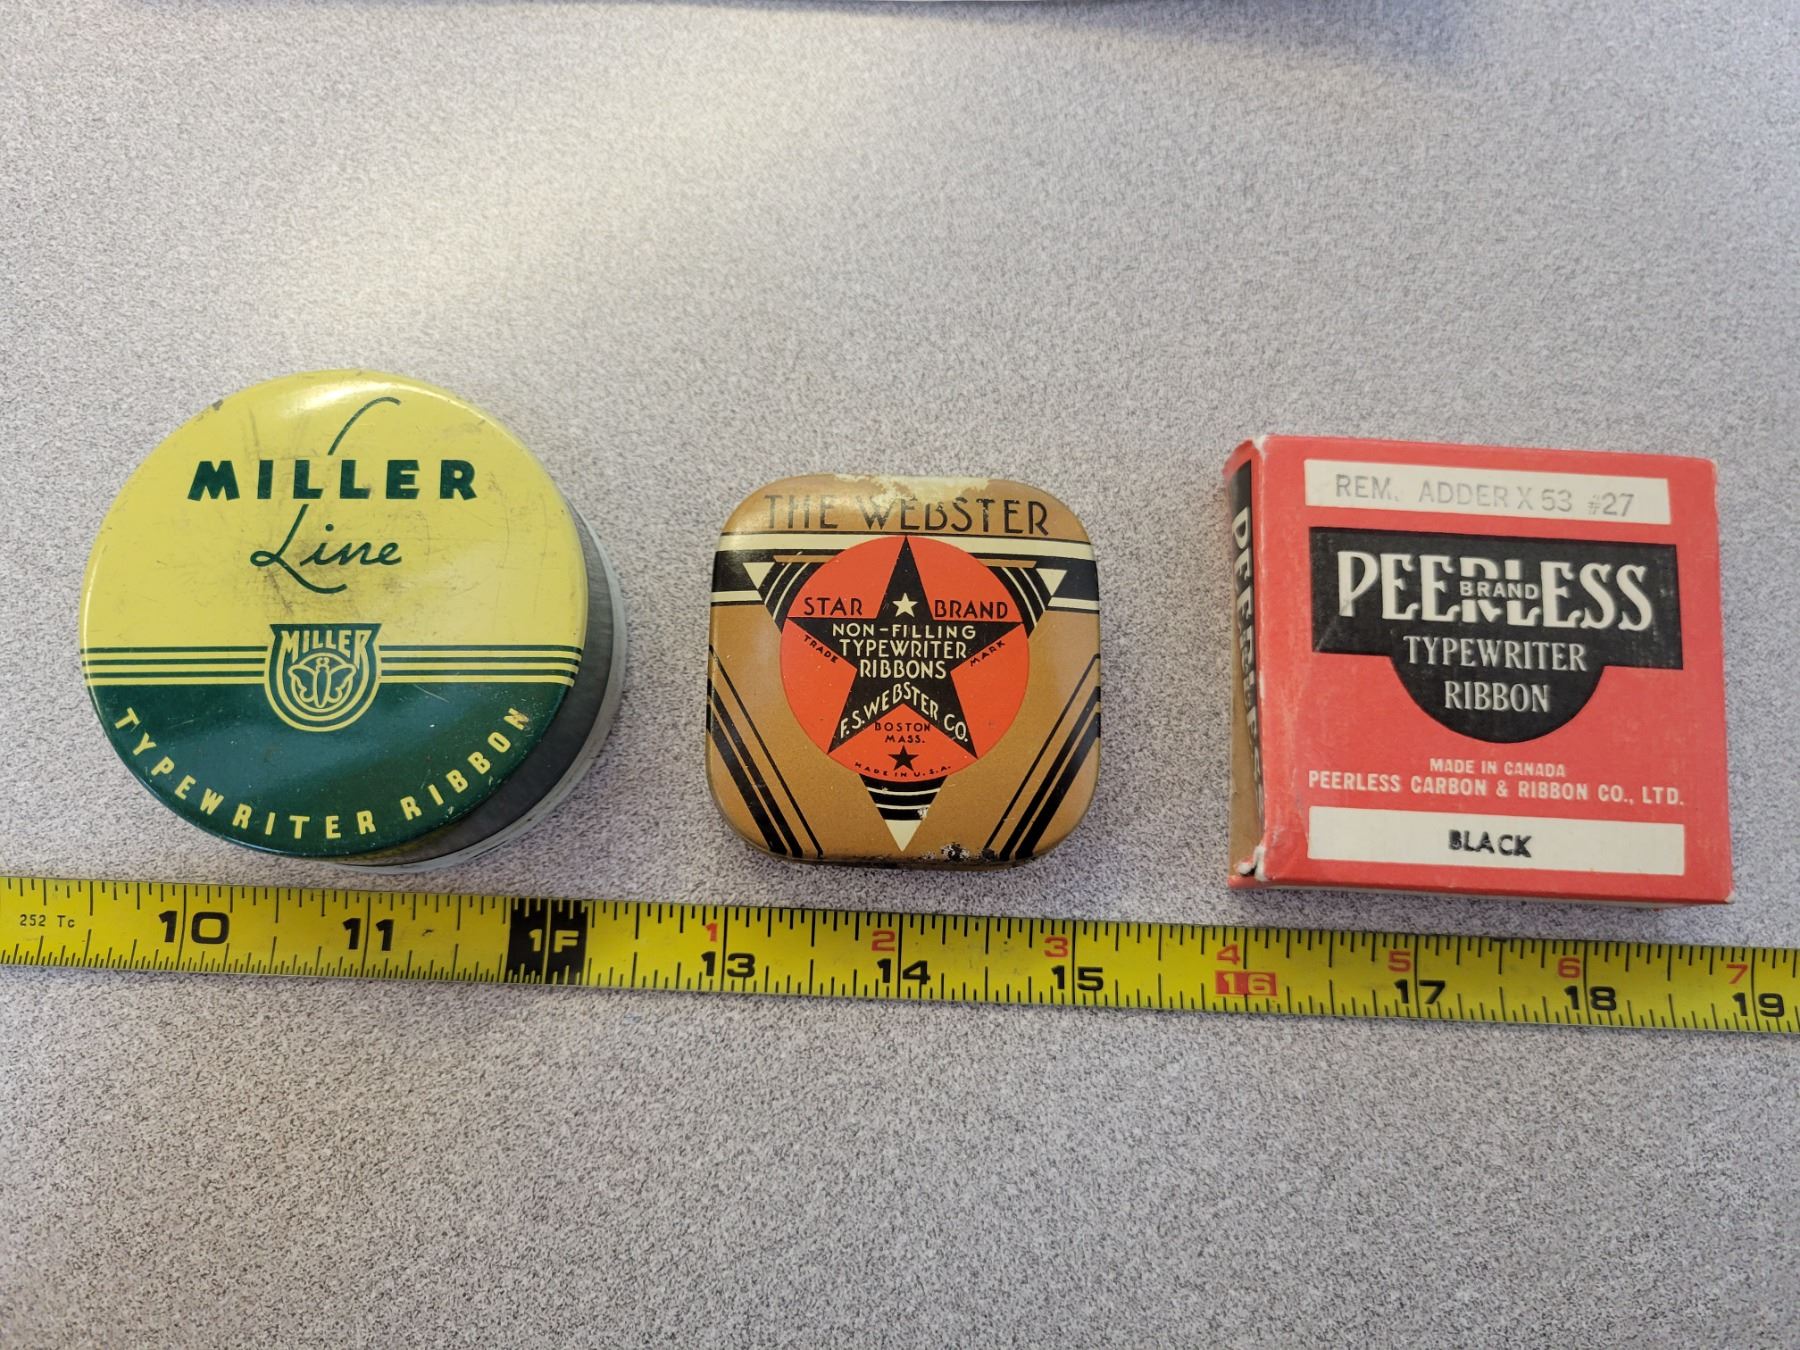 MILLER
Line
MILLER
TYPEWRITER RIBBON
THE WEBSTER
STAR BRAND
NON-FILLING
TYPEWRITER
RIBBONS
TRADE MARK
F.S. WEBSTER CO.
BOSTON
MASS.
MADE IN U.S.A.
REM. ADDER X 53 #27
PEERLESS
BRAND
TYPEWRITER
RIBBON
MADE IN CANADA
PEERLESS CARBON & RIBBON CO., LTD.
BLACK
PEERLESS
1 2 3 4 5 6 7
252 Tc 10 11 1F 13 14 15 16 17 18 19